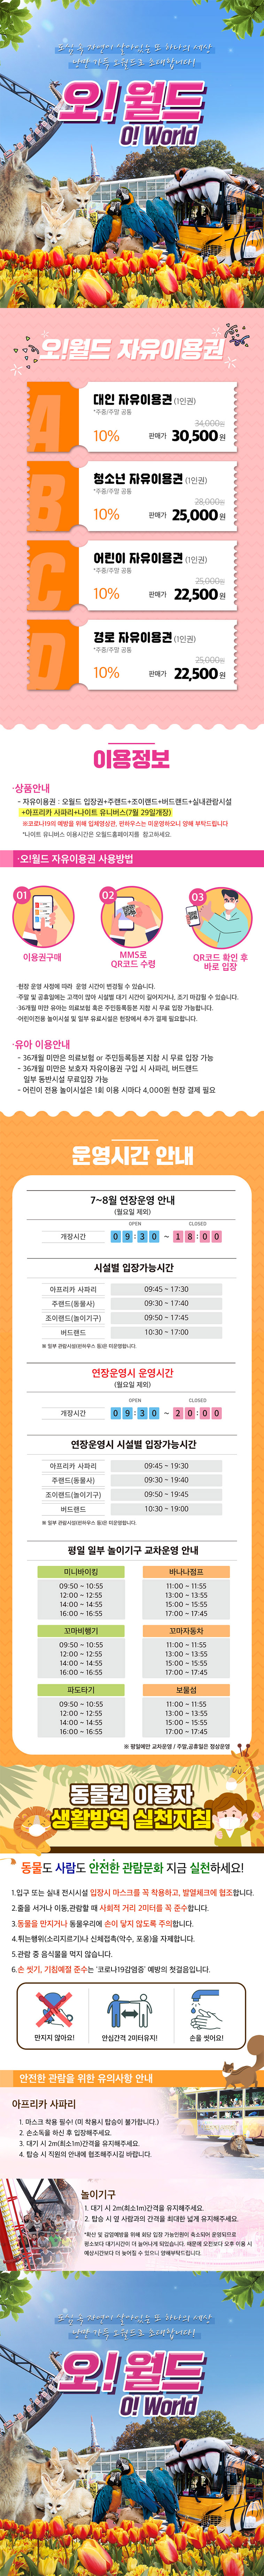 도심 속 자연이 살아있는 또 하나의 세상
낭만 가득 오월드로 초대합니다!
오!월드
O! World
오!월드 자유이용권
A
대인 자유이용권 (1인권)
*주중/주말 공통
34,000원
10%
판매가 30,500원
B
청소년 자유이용권 (1인권)
*주중/주말 공통
28,000원
10%
판매가 25,000원
C
어린이 자유이용권 (1인권)
*주중/주말 공통
25,000원
10%
판매가 22,500원
D
경로 자유이용권 (1인권)
*주중/주말 공통
25,000원
10%
판매가 22,500원
이용정보
·상품안내
- 자유이용권 : 오월드 입장권+주랜드+조이랜드+버드랜드+실내관람시설
+아프리카 사파리+나이트 유니버스(7월 29일개장)
※코로나19의 예방을 위해 입체영상관, 펀하우스는 미운영하오니 양해 부탁드립니다
*나이트 유니버스 이용시간은 오월드홈페이지를 참고하세요.
·오!월드 자유이용권 사용방법
01
이용권구매
02
MMS로
QR코드 수령
03
QR코드 확인 후
바로 입장
·현장 운영 사정에 따라 운영 시간이 변경될 수 있습니다.
·주말 및 공휴일에는 고객이 많아 시설별 대기 시간이 길어지거나, 조기 마감될 수 있습니다.
·36개월 미만 유아는 의료보험 혹은 주민등록등본 지참 시 무료 입장 가능합니다.
·어린이전용 놀이시설 및 일부 유료시설은 현장에서 추가 결제 필요합니다.
·유아 이용안내
- 36개월 미만은 의료보험 or 주민등록등본 지참 시 무료 입장 가능
- 36개월 미만은 보호자 자유이용권 구입 시 사파리, 버드랜드
일부 동반시설 무료입장 가능
- 어린이 전용 놀이시설은 1회 이용 시마다 4,000원 현장 결제 필요
운영시간 안내
7~8월 연장운영 안내
(월요일 제외)
OPEN CLOSED
개장시간 09:30 ~ 18:00
시설별 입장가능시간
아프리카 사파리 09:45 ~ 17:30
주랜드(동물사) 09:30 ~ 17:40
조이랜드(놀이기구) 09:50 ~ 17:45
버드랜드 10:30 ~ 17:00
※ 일부 관람시설(펀하우스 등)은 미운영합니다.
연장운영시 운영시간
(월요일 제외)
OPEN CLOSED
개장시간 09:30 ~ 20:00
연장운영시 시설별 입장가능시간
아프리카 사파리 09:45 ~ 19:30
주랜드(동물사) 09:30 ~ 19:40
조이랜드(놀이기구) 09:50 ~ 19:45
버드랜드 10:30 ~ 19:00
※ 일부 관람시설(펀하우스 등)은 미운영합니다.
평일 일부 놀이기구 교차운영 안내
미니바이킹
09:50 ~ 10:55
12:00 ~ 12:55
14:00 ~ 14:55
16:00 ~ 16:55
바나나점프
11:00 ~ 11:55
13:00 ~ 13:55
15:00 ~ 15:55
17:00 ~ 17:45
꼬마비행기
09:50 ~ 10:55
12:00 ~ 12:55
14:00 ~ 14:55
16:00 ~ 16:55
꼬마자동차
11:00 ~ 11:55
13:00 ~ 13:55
15:00 ~ 15:55
17:00 ~ 17:45
파도타기
09:50 ~ 10:55
12:00 ~ 12:55
14:00 ~ 14:55
16:00 ~ 16:55
보물섬
11:00 ~ 11:55
13:00 ~ 13:55
15:00 ~ 15:55
17:00 ~ 17:45
※ 평일에만 교차운영 / 주말,공휴일은 정상운영
동물원 이용자
생활방역 실천지침
동물도 사람도 안전한 관람문화 지금 실천하세요!
1.입구 또는 실내 전시시설 입장시 마스크를 꼭 착용하고, 발열체크에 협조합니다.
2.줄을 서거나 이동,관람할 때 사회적 거리 2미터를 꼭 준수합니다.
3.동물을 만지거나 동물우리에 손이 닿지 않도록 주의합니다.
4.뛰는행위(소리지르기)나 신체접촉(악수, 포옹)을 자제합니다.
5.관람 중 음식물을 먹지 않습니다.
6.손 씻기, 기침예절 준수는 '코로나19감염증' 예방의 첫걸음입니다.
만지지 않아요!
안심간격 2미터유지!
손을 씻어요!
안전한 관람을 위한 유의사항 안내
아프리카 사파리
1. 마스크 착용 필수! (미 착용시 탑승이 불가합니다.)
2. 손소독을 하신 후 입장해주세요.
3. 대기 시 2m(최소1m)간격을 유지해주세요.
4. 탑승 시 직원의 안내에 협조해주시길 바랍니다.
놀이기구
1. 대기 시 2m(최소1m)간격을 유지해주세요.
2. 탑승 시 옆 사람과의 간격을 최대한 넓게 유지해주세요.
*확산 및 감염예방을 위해 회당 입장 가능인원이 축소되어 운영되므로
평소보다 대기시간이 더 늘어나게 되었습니다. 때문에 오전보다 오후 이용 시
예상시간보다 더 늦어질 수 있으니 양해부탁드립니다.
도심 속 자연이 살아있는 또 하나의 세상
낭만 가득 오월드로 초대합니다!
오!월드
O! World